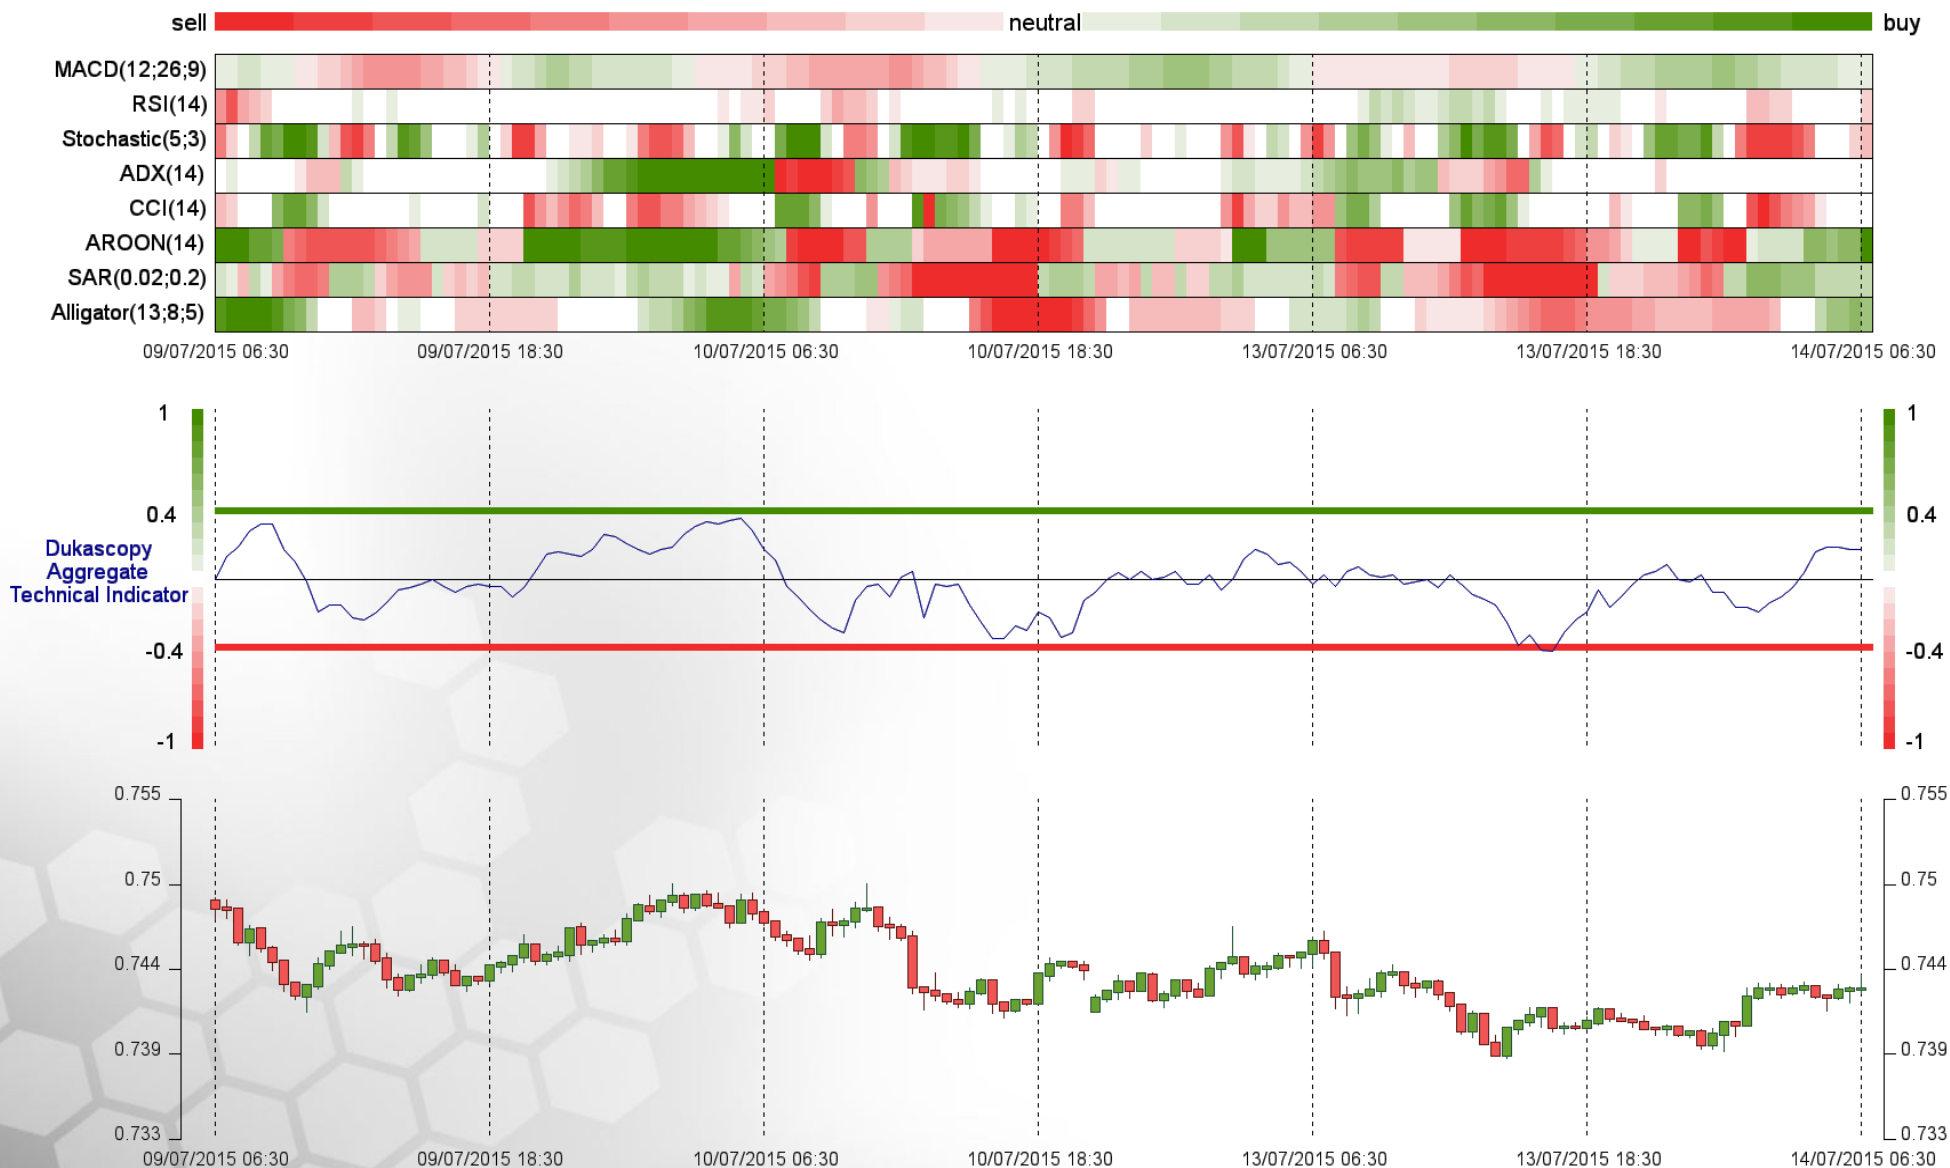 sell neutral buy
MACD(12;26;9)
RSI(14)
Stochastic(5;3)
ADX(14)
CCI(14)
AROON(14)
SAR(0.02;0.2)
Alligator(13;8;5)
09/07/2015 06:30 09/07/2015 18:30 10/07/2015 06:30 10/07/2015 18:30 13/07/2015 06:30 13/07/2015 18:30 14/07/2015 06:30
1 1
0.4 0.4
Dukascopy
Aggregate
Technical Indicator
-0.4 -0.4
-1 -1
0.755 0.755
0.75 0.75
0.744 0.744
0.739 0.739
0.733 0.733
09/07/2015 06:30 09/07/2015 18:30 10/07/2015 06:30 10/07/2015 18:30 13/07/2015 06:30 13/07/2015 18:30 14/07/2015 06:30